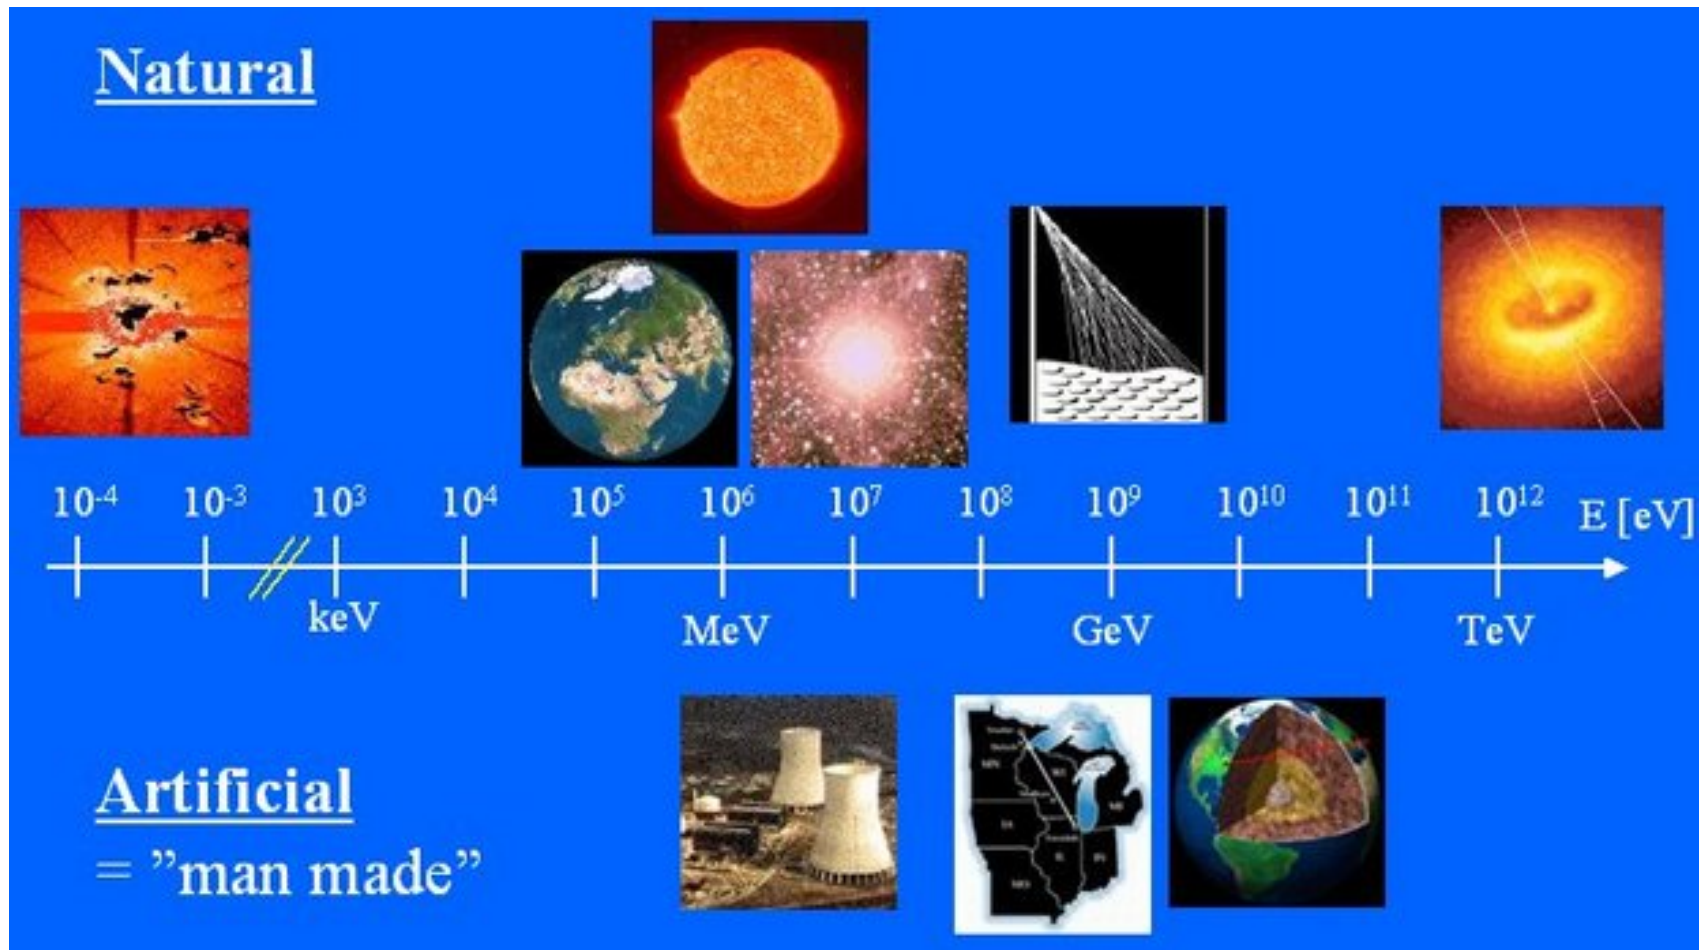 Natural
10-4 10-3 10³ 10⁴ 10⁵ 10⁶ 10⁷ 10⁸ 10⁹ 10¹⁰ 10¹¹ 10¹² E [eV]
keV MeV GeV TeV
Artificial
= ”man made”